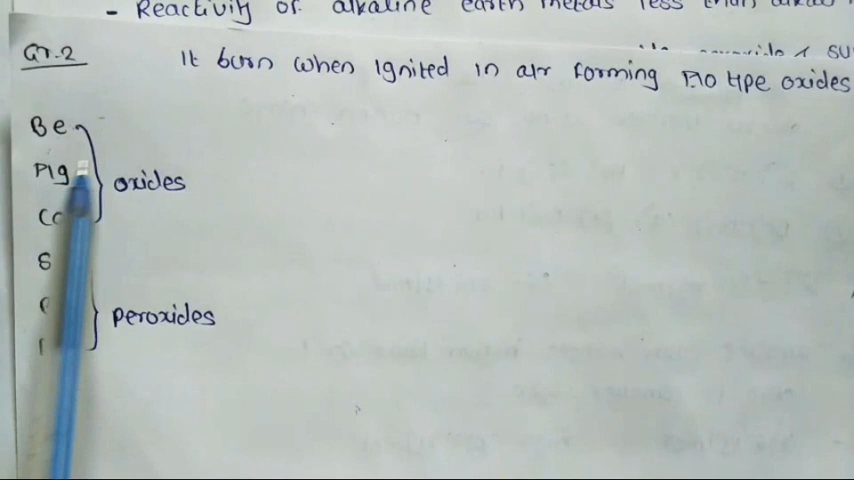 - Reactivity of alkaline earth metals less than
Gr.2
It burn when ignited in air forming MO type oxides
Be
Mg
oxides
peroxides